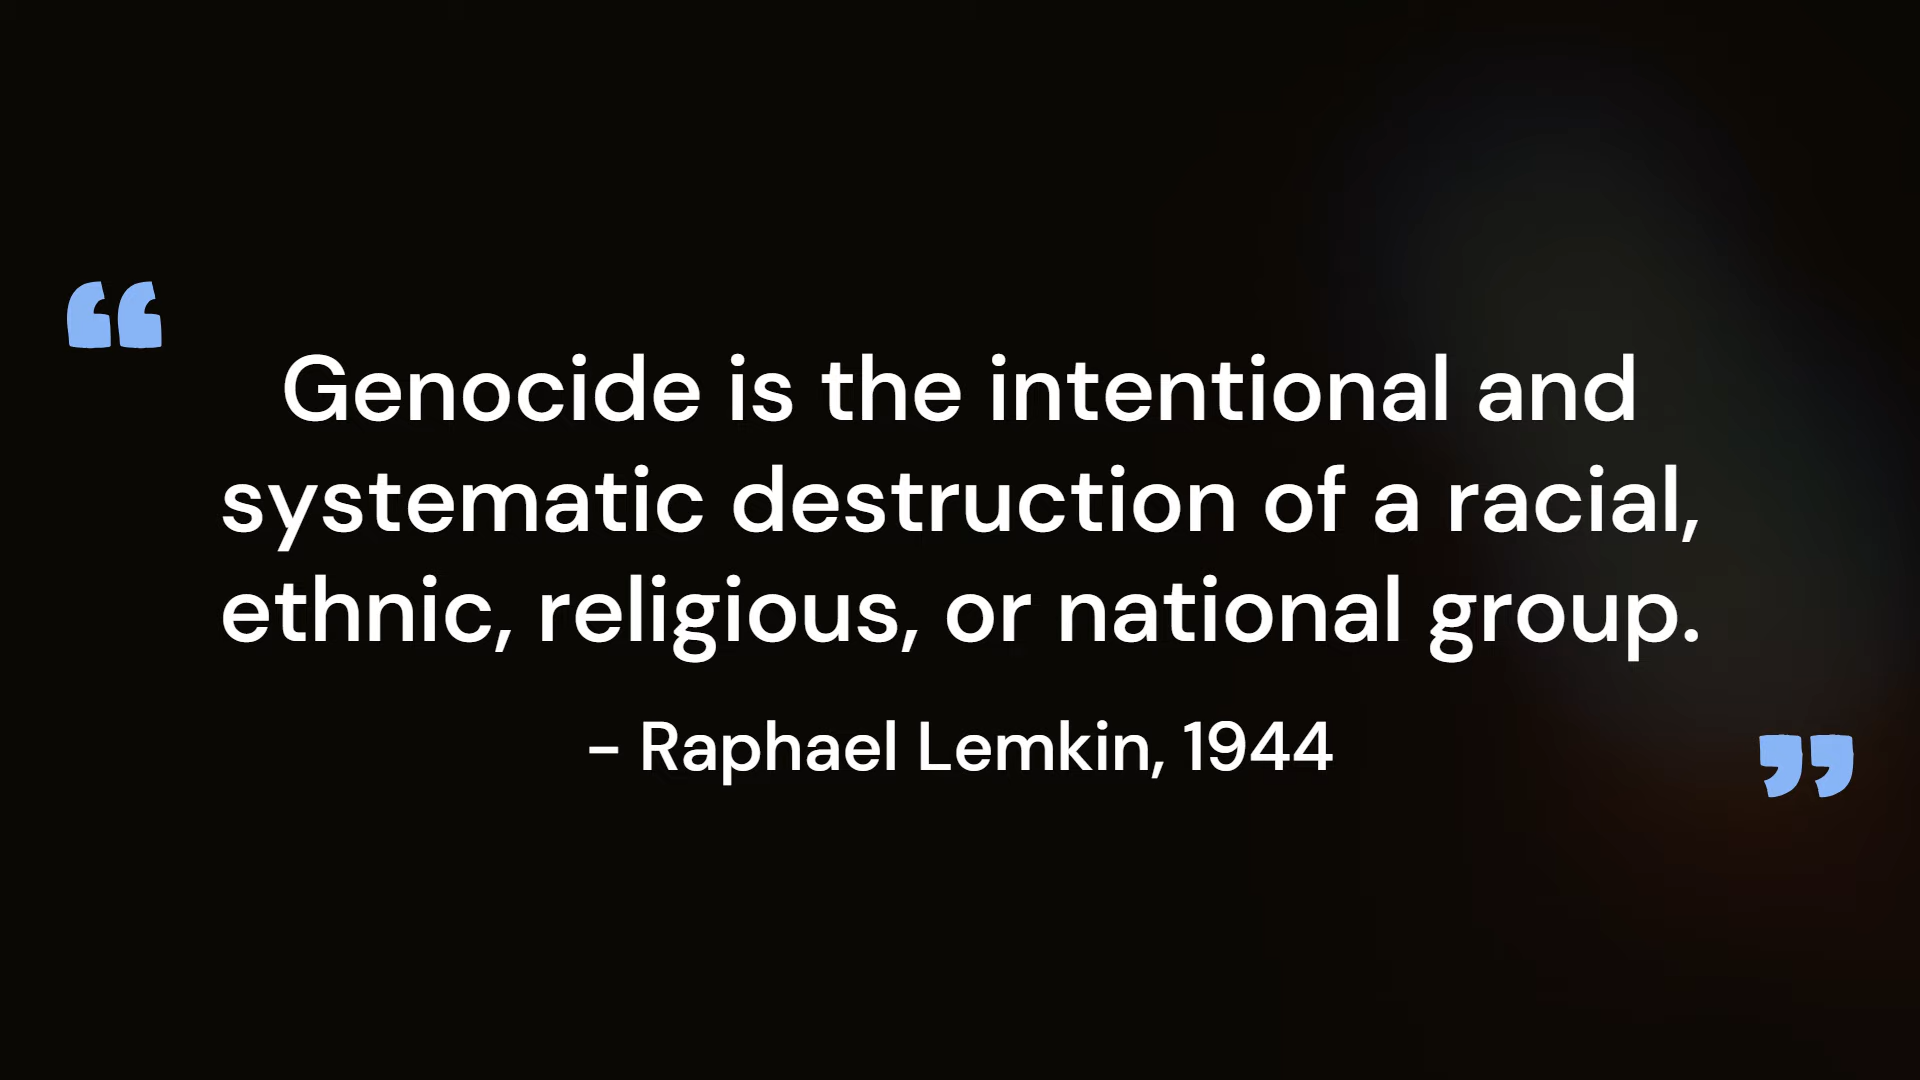 “
Genocide is the intentional and
systematic destruction of a racial,
ethnic, religious, or national group.
– Raphael Lemkin, 1944
”